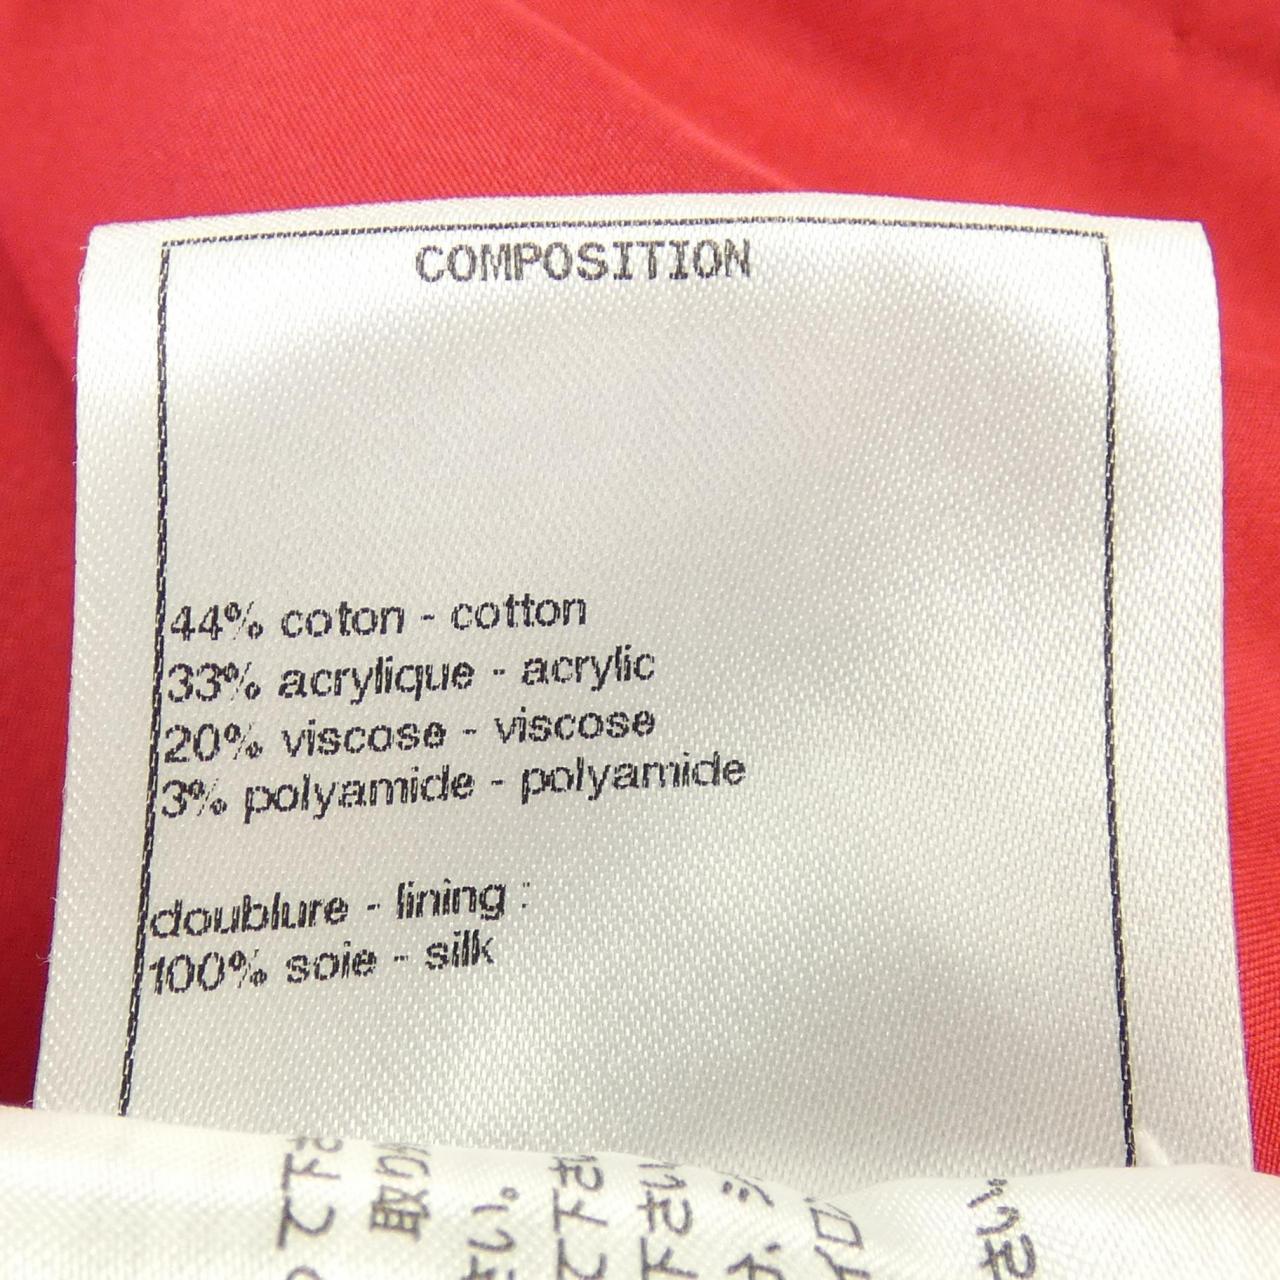 COMPOSITION
44% coton - cotton
33% acrylique - acrylic
20% viscose - viscose
3% polyamide - polyamide
doublure - lining :
100% soie - silk